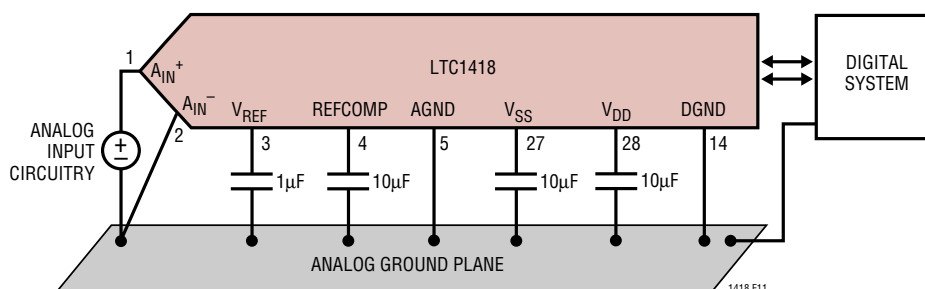 1
A_IN+
LTC1418
DIGITAL
SYSTEM
A_IN−
2
V_REF
REFCOMP
AGND
V_SS
V_DD
DGND
3
4
5
27
28
14
ANALOG
INPUT
CIRCUITRY
+
−
1µF
10µF
10µF
10µF
ANALOG GROUND PLANE
1418 F11